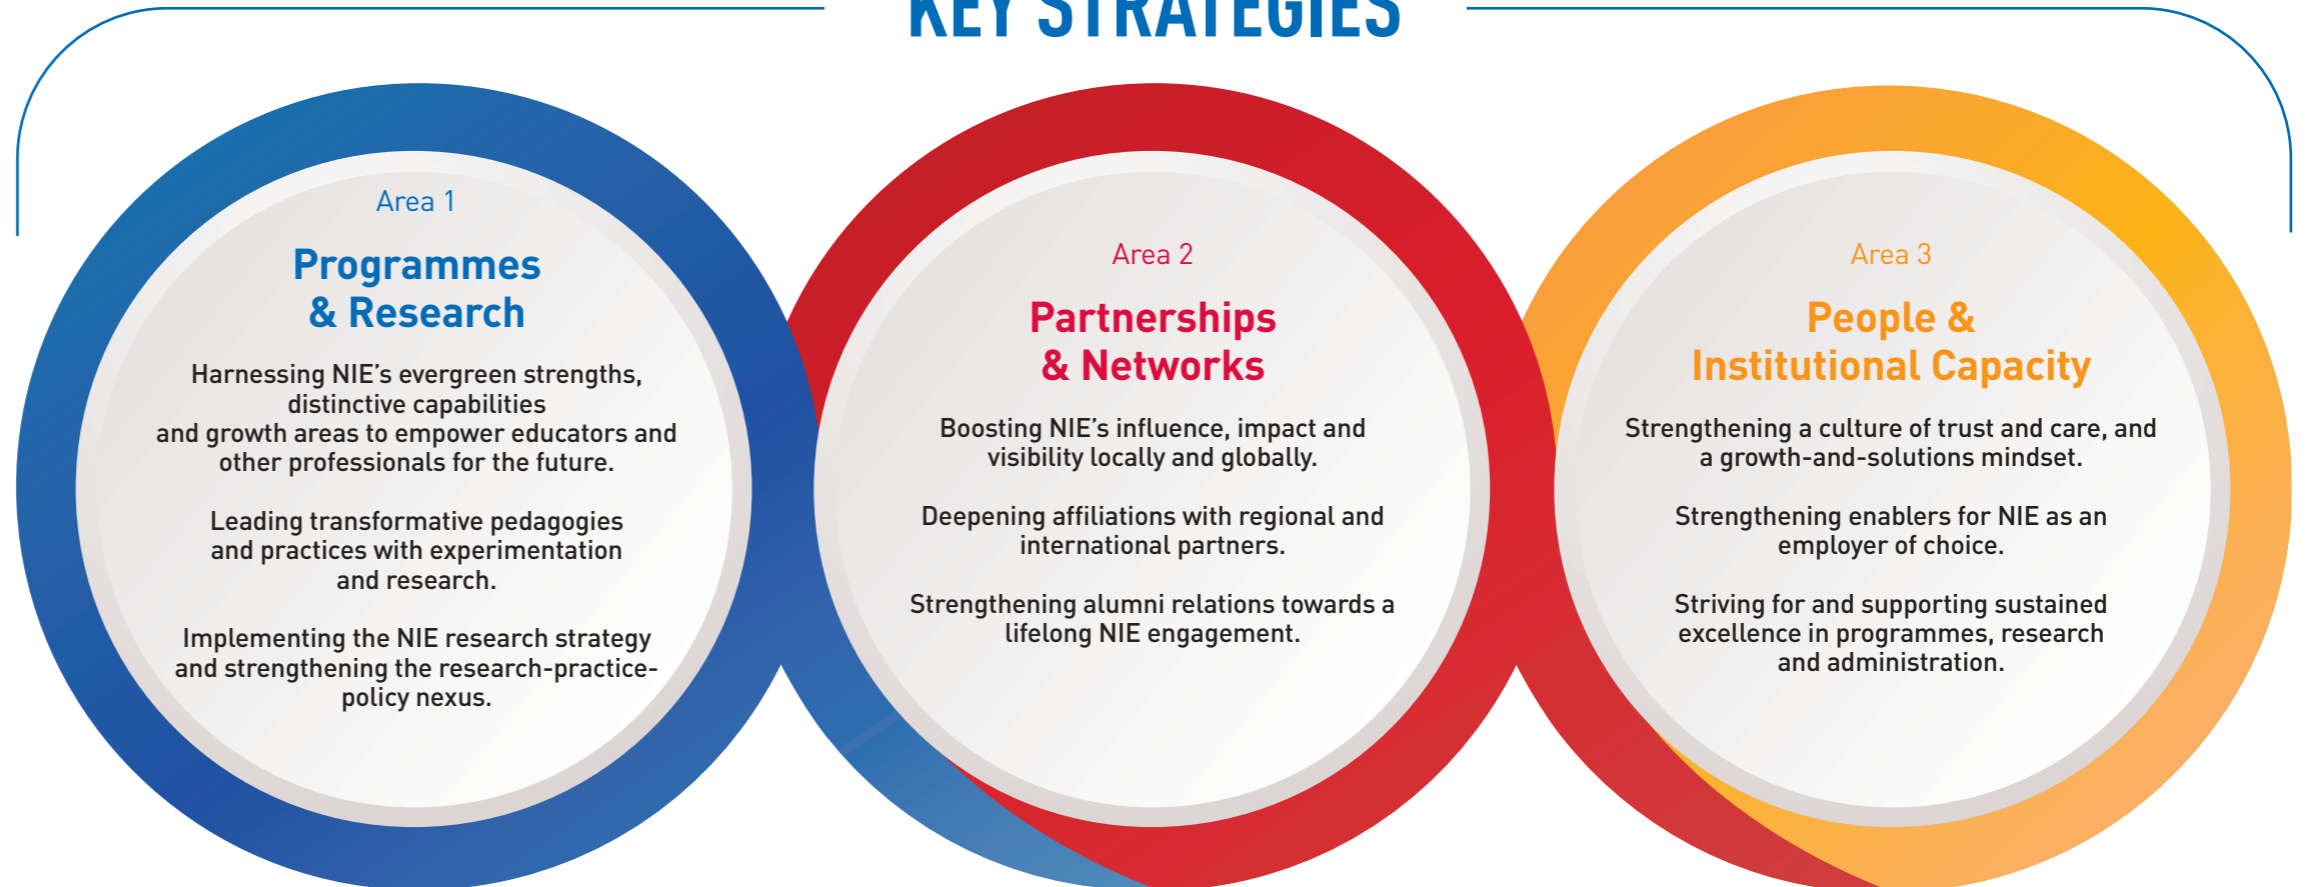 KEY STRATEGIES
Area 1
Programmes
& Research
Harnessing NIE’s evergreen strengths,
distinctive capabilities
and growth areas to empower educators and
other professionals for the future.
Leading transformative pedagogies
and practices with experimentation
and research.
Implementing the NIE research strategy
and strengthening the research-practice-
policy nexus.
Area 2
Partnerships
& Networks
Boosting NIE’s influence, impact and
visibility locally and globally.
Deepening affiliations with regional and
international partners.
Strengthening alumni relations towards a
lifelong NIE engagement.
Area 3
People &
Institutional Capacity
Strengthening a culture of trust and care, and
a growth-and-solutions mindset.
Strengthening enablers for NIE as an
employer of choice.
Striving for and supporting sustained
excellence in programmes, research
and administration.